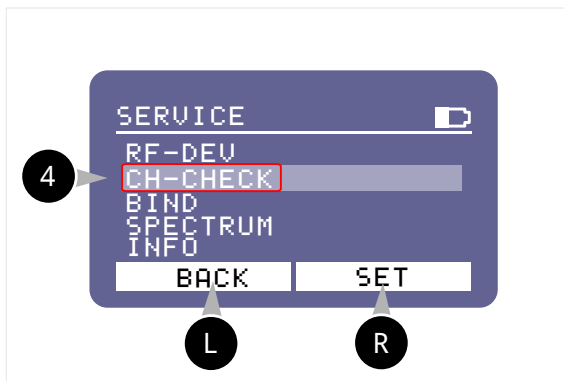 SERVICE
RF-DEV
4
CH-CHECK
BIND
SPECTRUM
INFO
BACK SET
L R